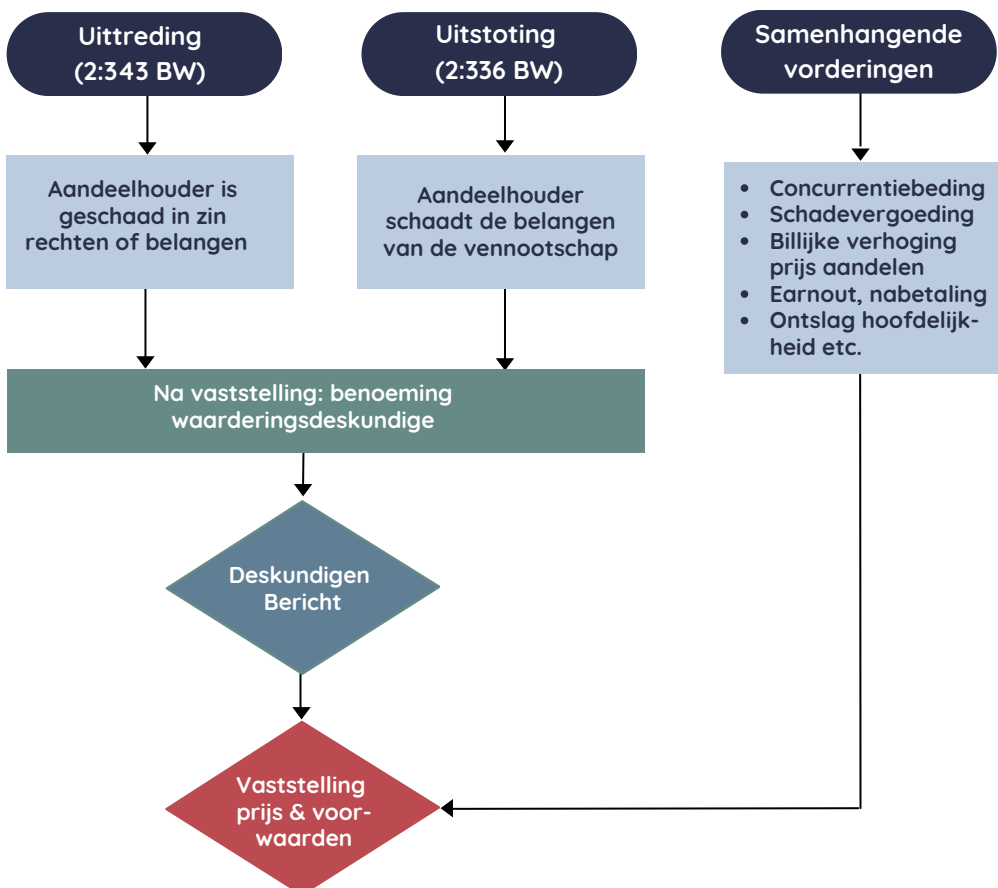 Uittreding
(2:343 BW)
Uitstoting
(2:336 BW)
Samenhangende
vorderingen
Aandeelhouder is
geschaad in zin
rechten of belangen
Aandeelhouder
schaadt de belangen
van de vennootschap
• Concurrentiebeding
• Schadevergoeding
• Billijke verhoging
prijs aandelen
• Earnout, nabetaling
• Ontslag hoofdelijk-
heid etc.
Na vaststelling: benoeming
waarderingsdeskundige
Deskundigen
Bericht
Vaststelling
prijs & voor-
waarden